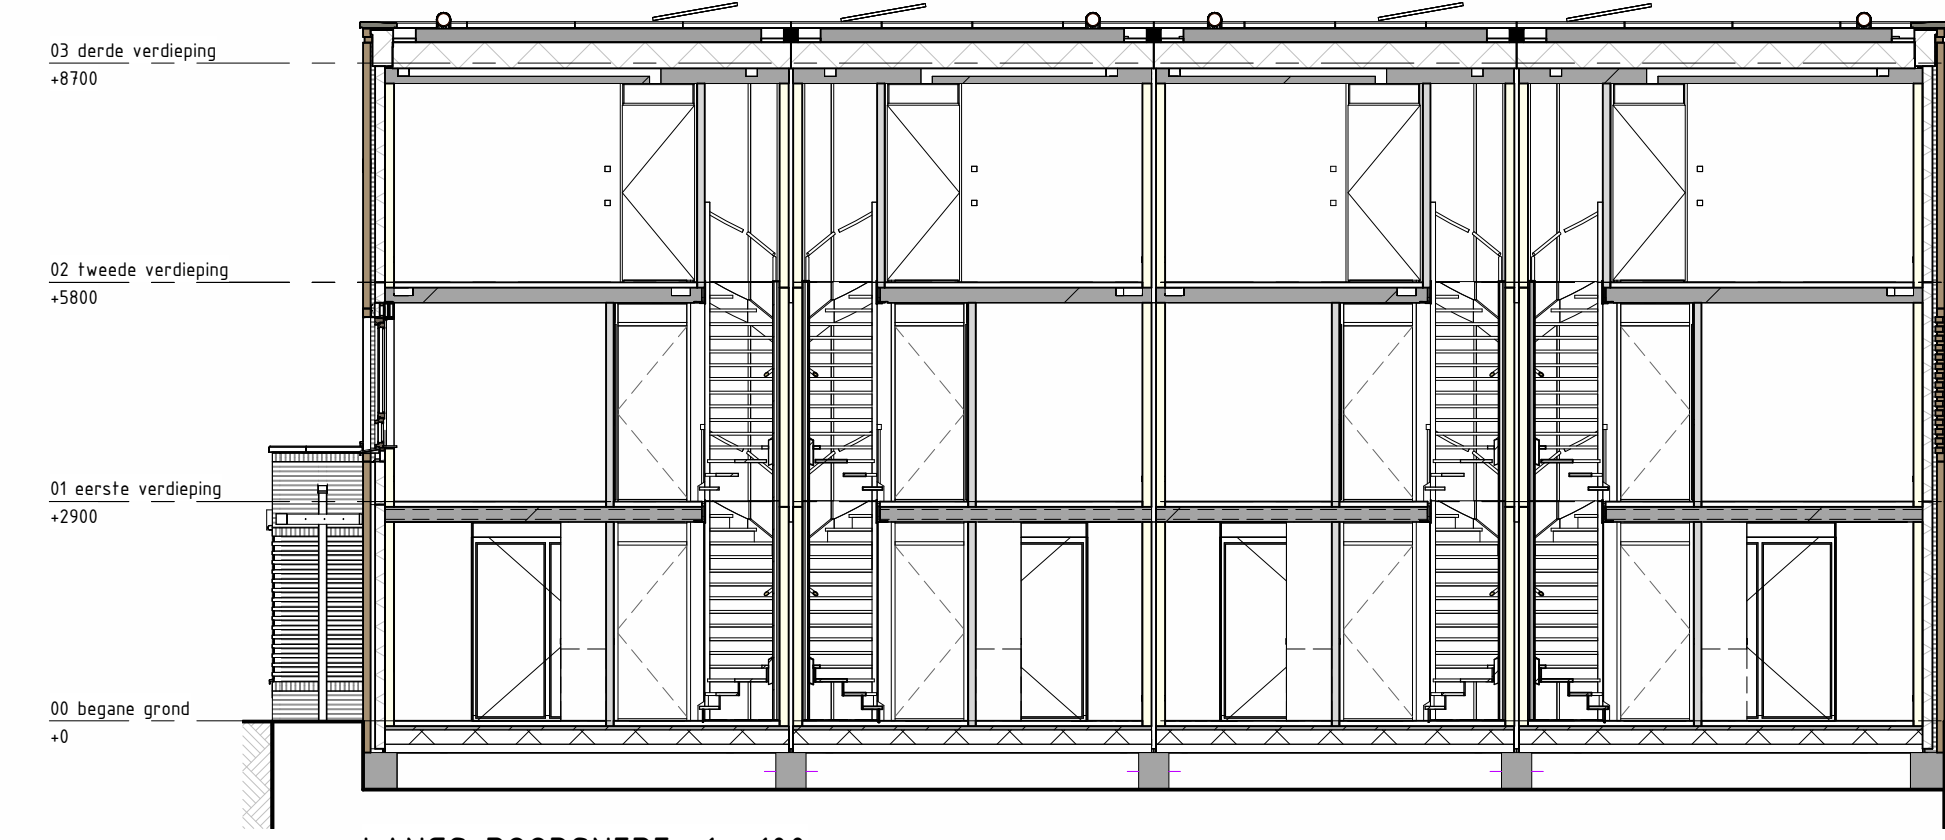 03 derde verdieping
+8700
02 tweede verdieping
+5800
01 eerste verdieping
+2900
00 begane grond
+0